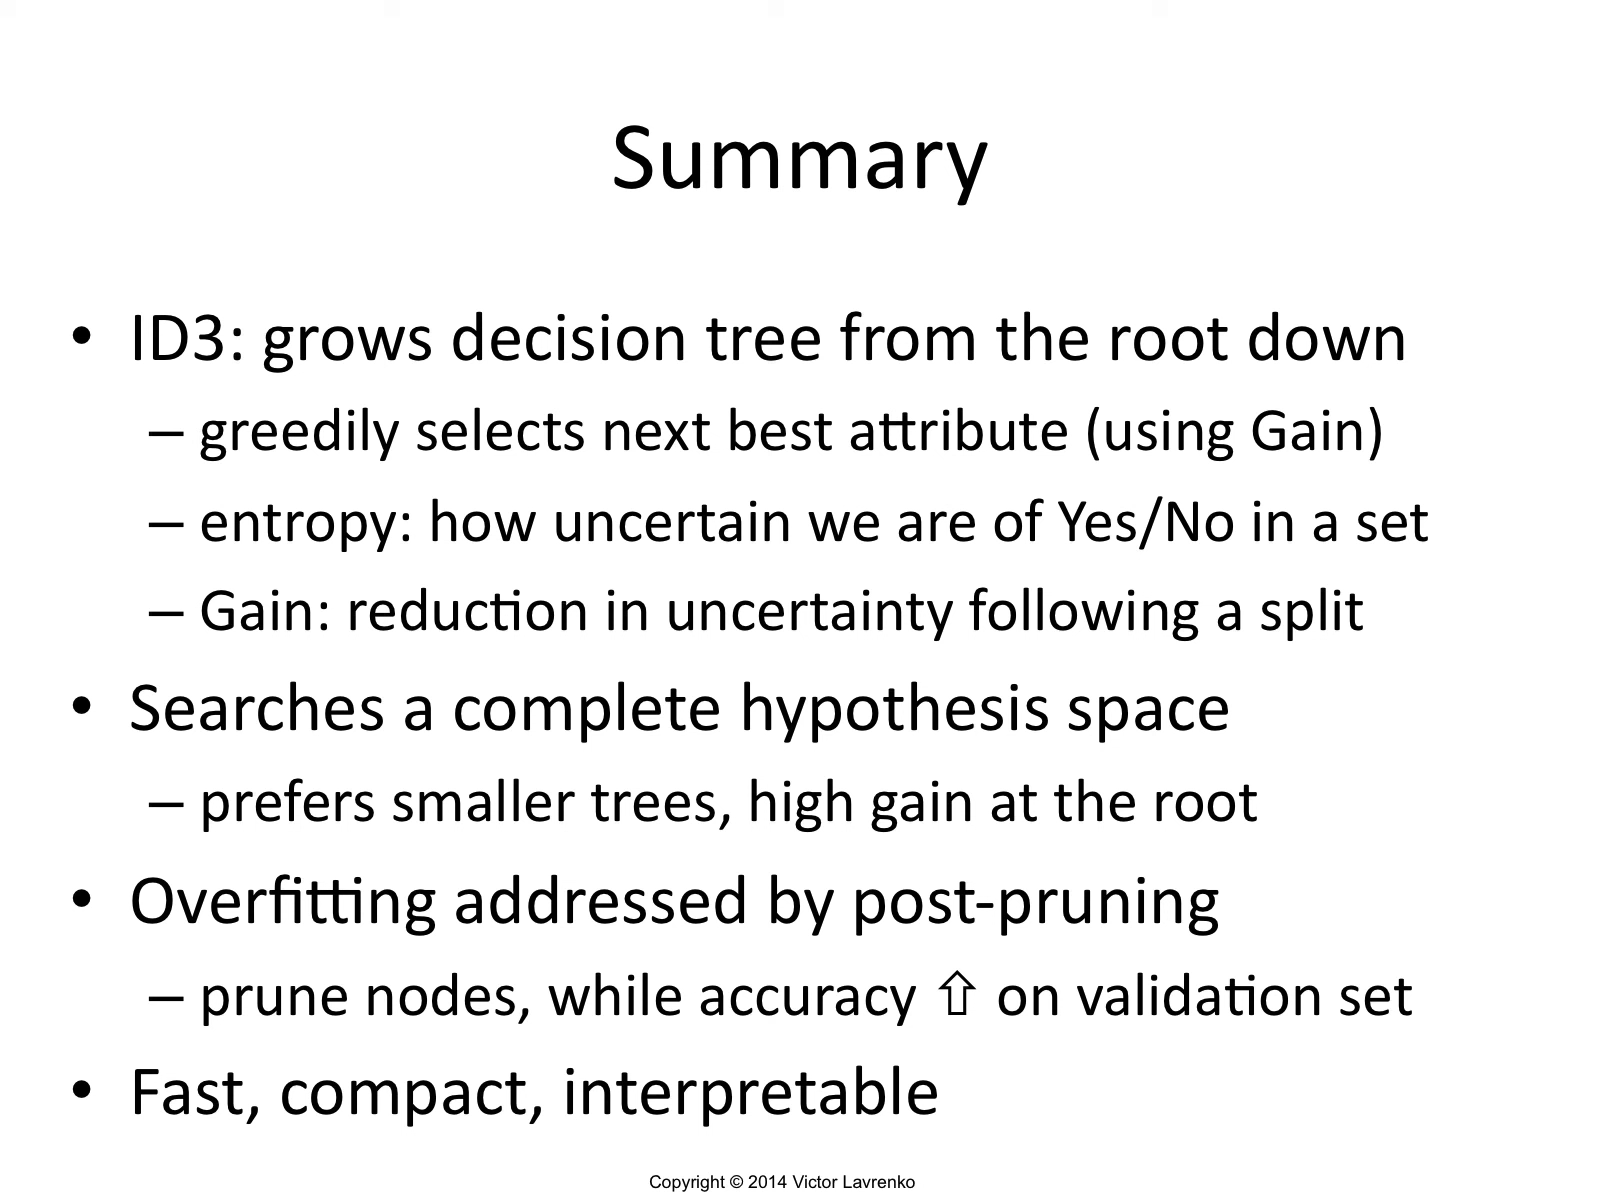 Summary
• ID3: grows decision tree from the root down
– greedily selects next best attribute (using Gain)
– entropy: how uncertain we are of Yes/No in a set
– Gain: reduction in uncertainty following a split
• Searches a complete hypothesis space
– prefers smaller trees, high gain at the root
• Overfitting addressed by post-pruning
– prune nodes, while accuracy ⇧ on validation set
• Fast, compact, interpretable
Copyright © 2014 Victor Lavrenko